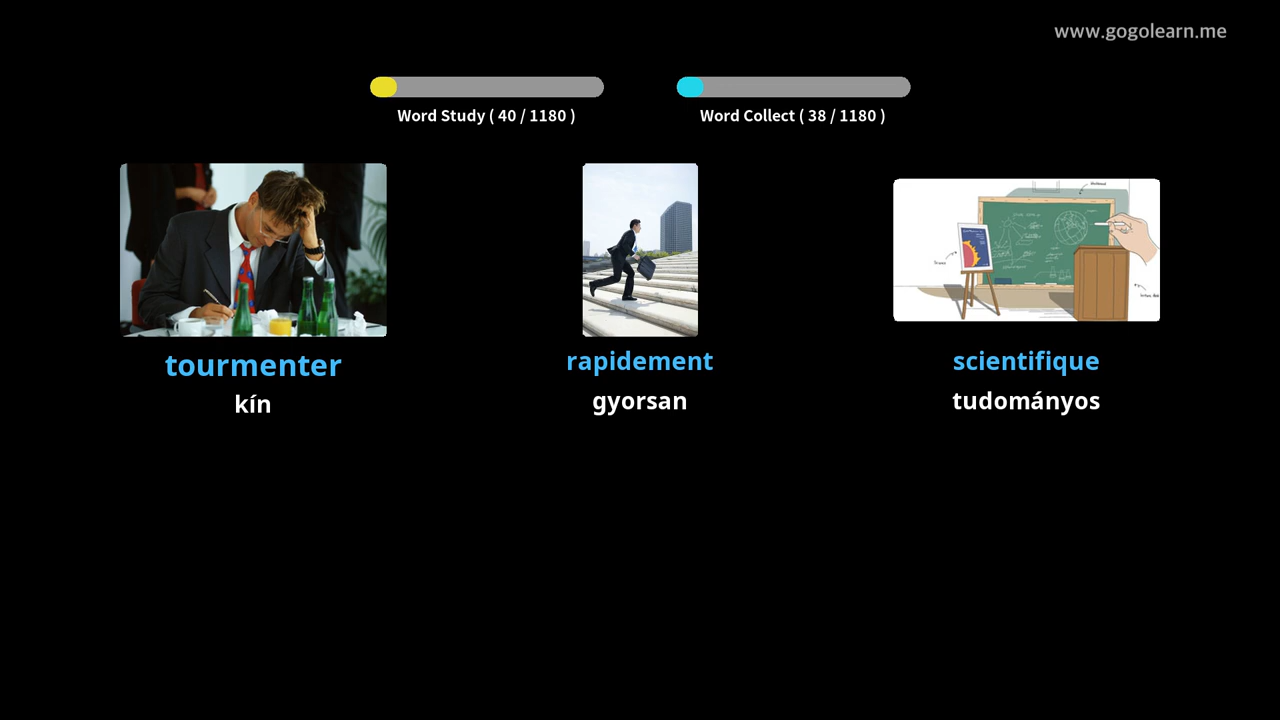 www.gogolearn.me
Word Study ( 40 / 1180 )
Word Collect ( 38 / 1180 )
tourmenter
kín
rapidement
gyorsan
scientifique
tudományos